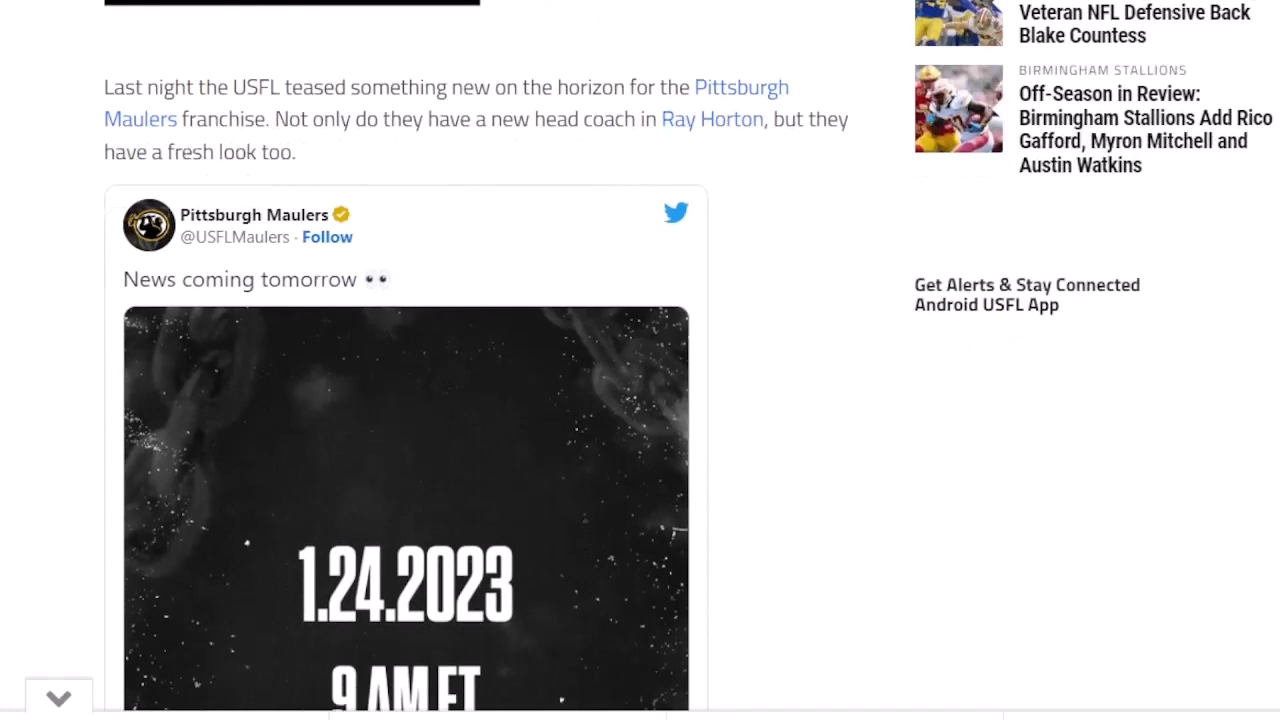 Last night the USFL teased something new on the horizon for the Pittsburgh
Maulers franchise. Not only do they have a new head coach in Ray Horton, but they
have a fresh look too.
Pittsburgh Maulers
@USFLMaulers · Follow
News coming tomorrow 👀
1.24.2023
9 AM ET
Veteran NFL Defensive Back
Blake Countess
BIRMINGHAM STALLIONS
Off-Season in Review:
Birmingham Stallions Add Rico
Gafford, Myron Mitchell and
Austin Watkins
Get Alerts & Stay Connected
Android USFL App